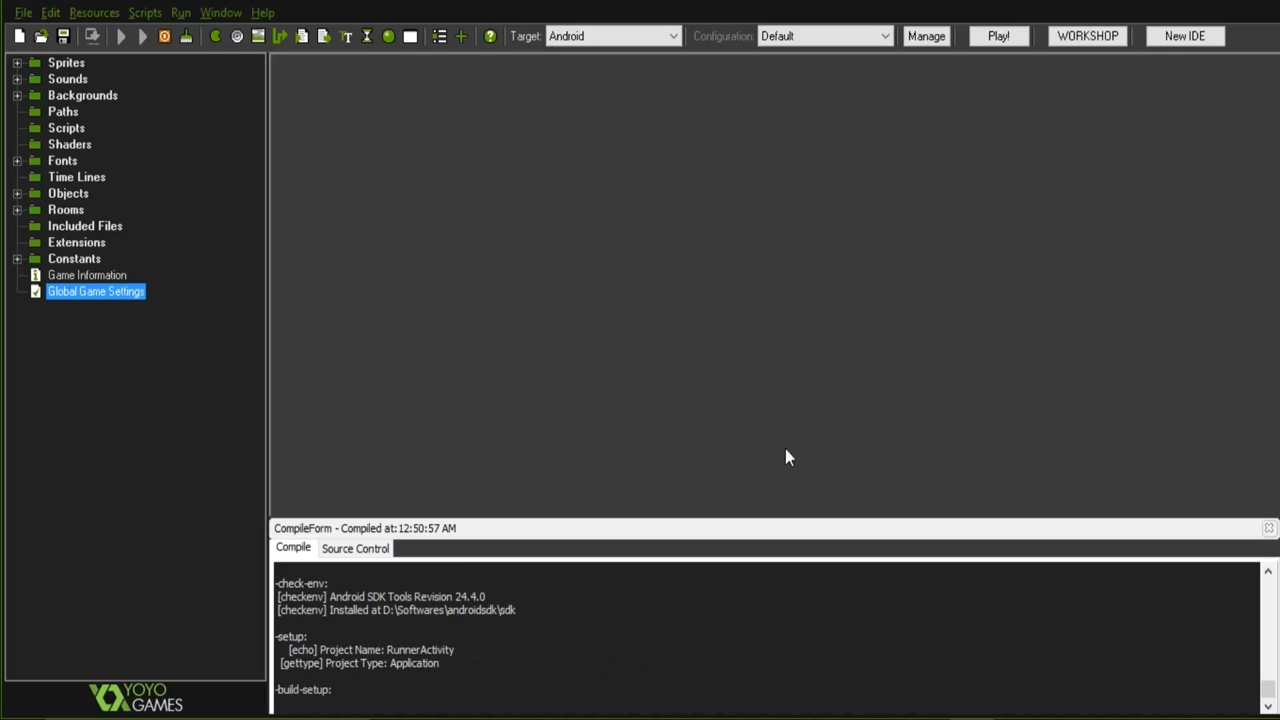 File Edit Resources Scripts Run Window Help
Target: Android Configuration: Default Manage Play! WORKSHOP New IDE
Sprites
Sounds
Backgrounds
Paths
Scripts
Shaders
Fonts
Time Lines
Objects
Rooms
Included Files
Extensions
Constants
Game Information
Global Game Settings
YOYO
GAMES
CompileForm - Compiled at:12:50:57 AM
Compile Source Control
-check-env:
[checkenv] Android SDK Tools Revision 24.4.0
[checkenv] Installed at D:\Softwares\androidsdk\sdk
-setup:
[echo] Project Name: RunnerActivity
[gettype] Project Type: Application
-build-setup: